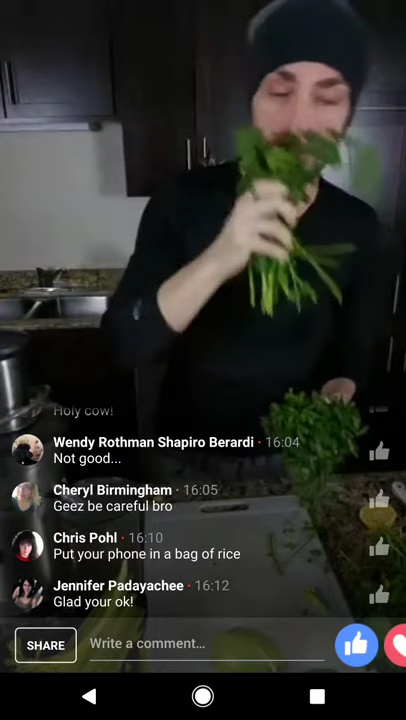 Holy cow!
Wendy Rothman Shapiro Berardi · 16:04
Not good...
Cheryl Birmingham · 16:05
Geez be careful bro
Chris Pohl · 16:10
Put your phone in a bag of rice
Jennifer Padayachee · 16:12
Glad your ok!
SHARE
Write a comment...